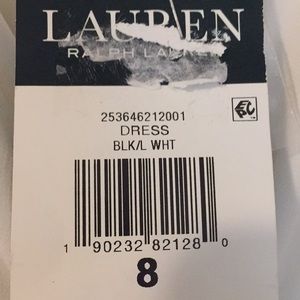 LAUREN
RALPH LAUREN
253646212001
DRESS
BLK/L WHT
1 90232 82128 0
8